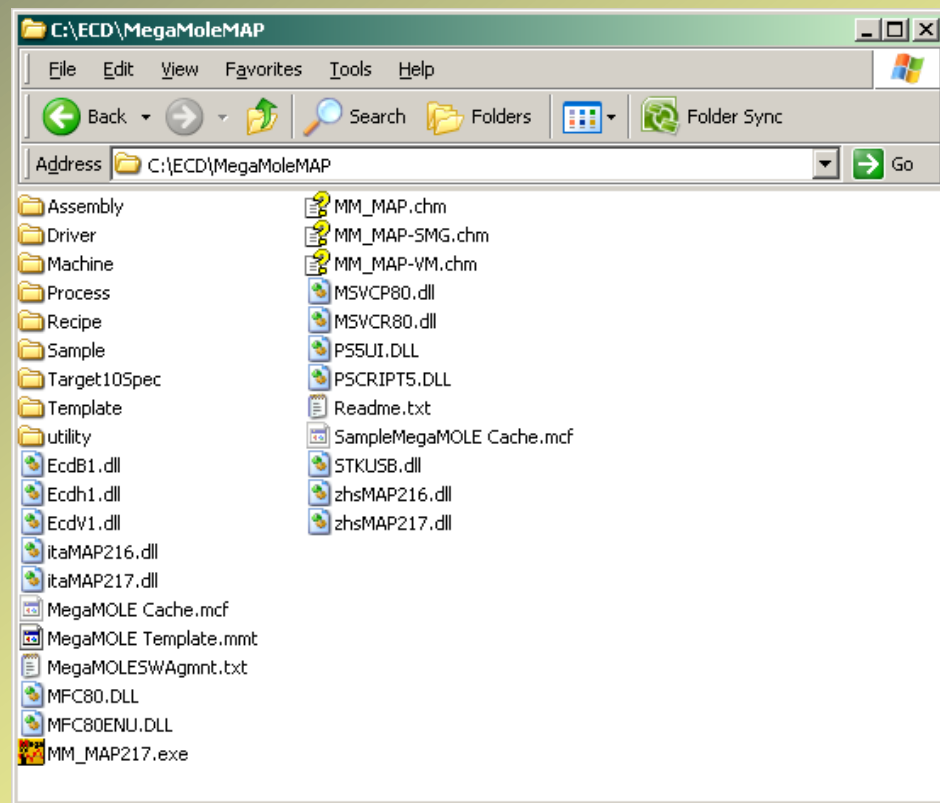 C:\ECD\MegaMoleMAP
File Edit View Favorites Tools Help
Back Search Folders Folder Sync
Address C:\ECD\MegaMoleMAP Go
Assembly
Driver
Machine
Process
Recipe
Sample
Target10Spec
Template
utility
EcdB1.dll
Ecdh1.dll
EcdV1.dll
itaMAP216.dll
itaMAP217.dll
MegaMOLE Cache.mcf
MegaMOLE Template.mmt
MegaMOLESWAgmnt.txt
MFC80.DLL
MFC80ENU.DLL
MM_MAP217.exe
MM_MAP.chm
MM_MAP-SMG.chm
MM_MAP-VM.chm
MSVCP80.dll
MSVCR80.dll
PS5UI.DLL
PSCRIPT5.DLL
Readme.txt
SampleMegaMOLE Cache.mcf
STKUSB.dll
zhsMAP216.dll
zhsMAP217.dll